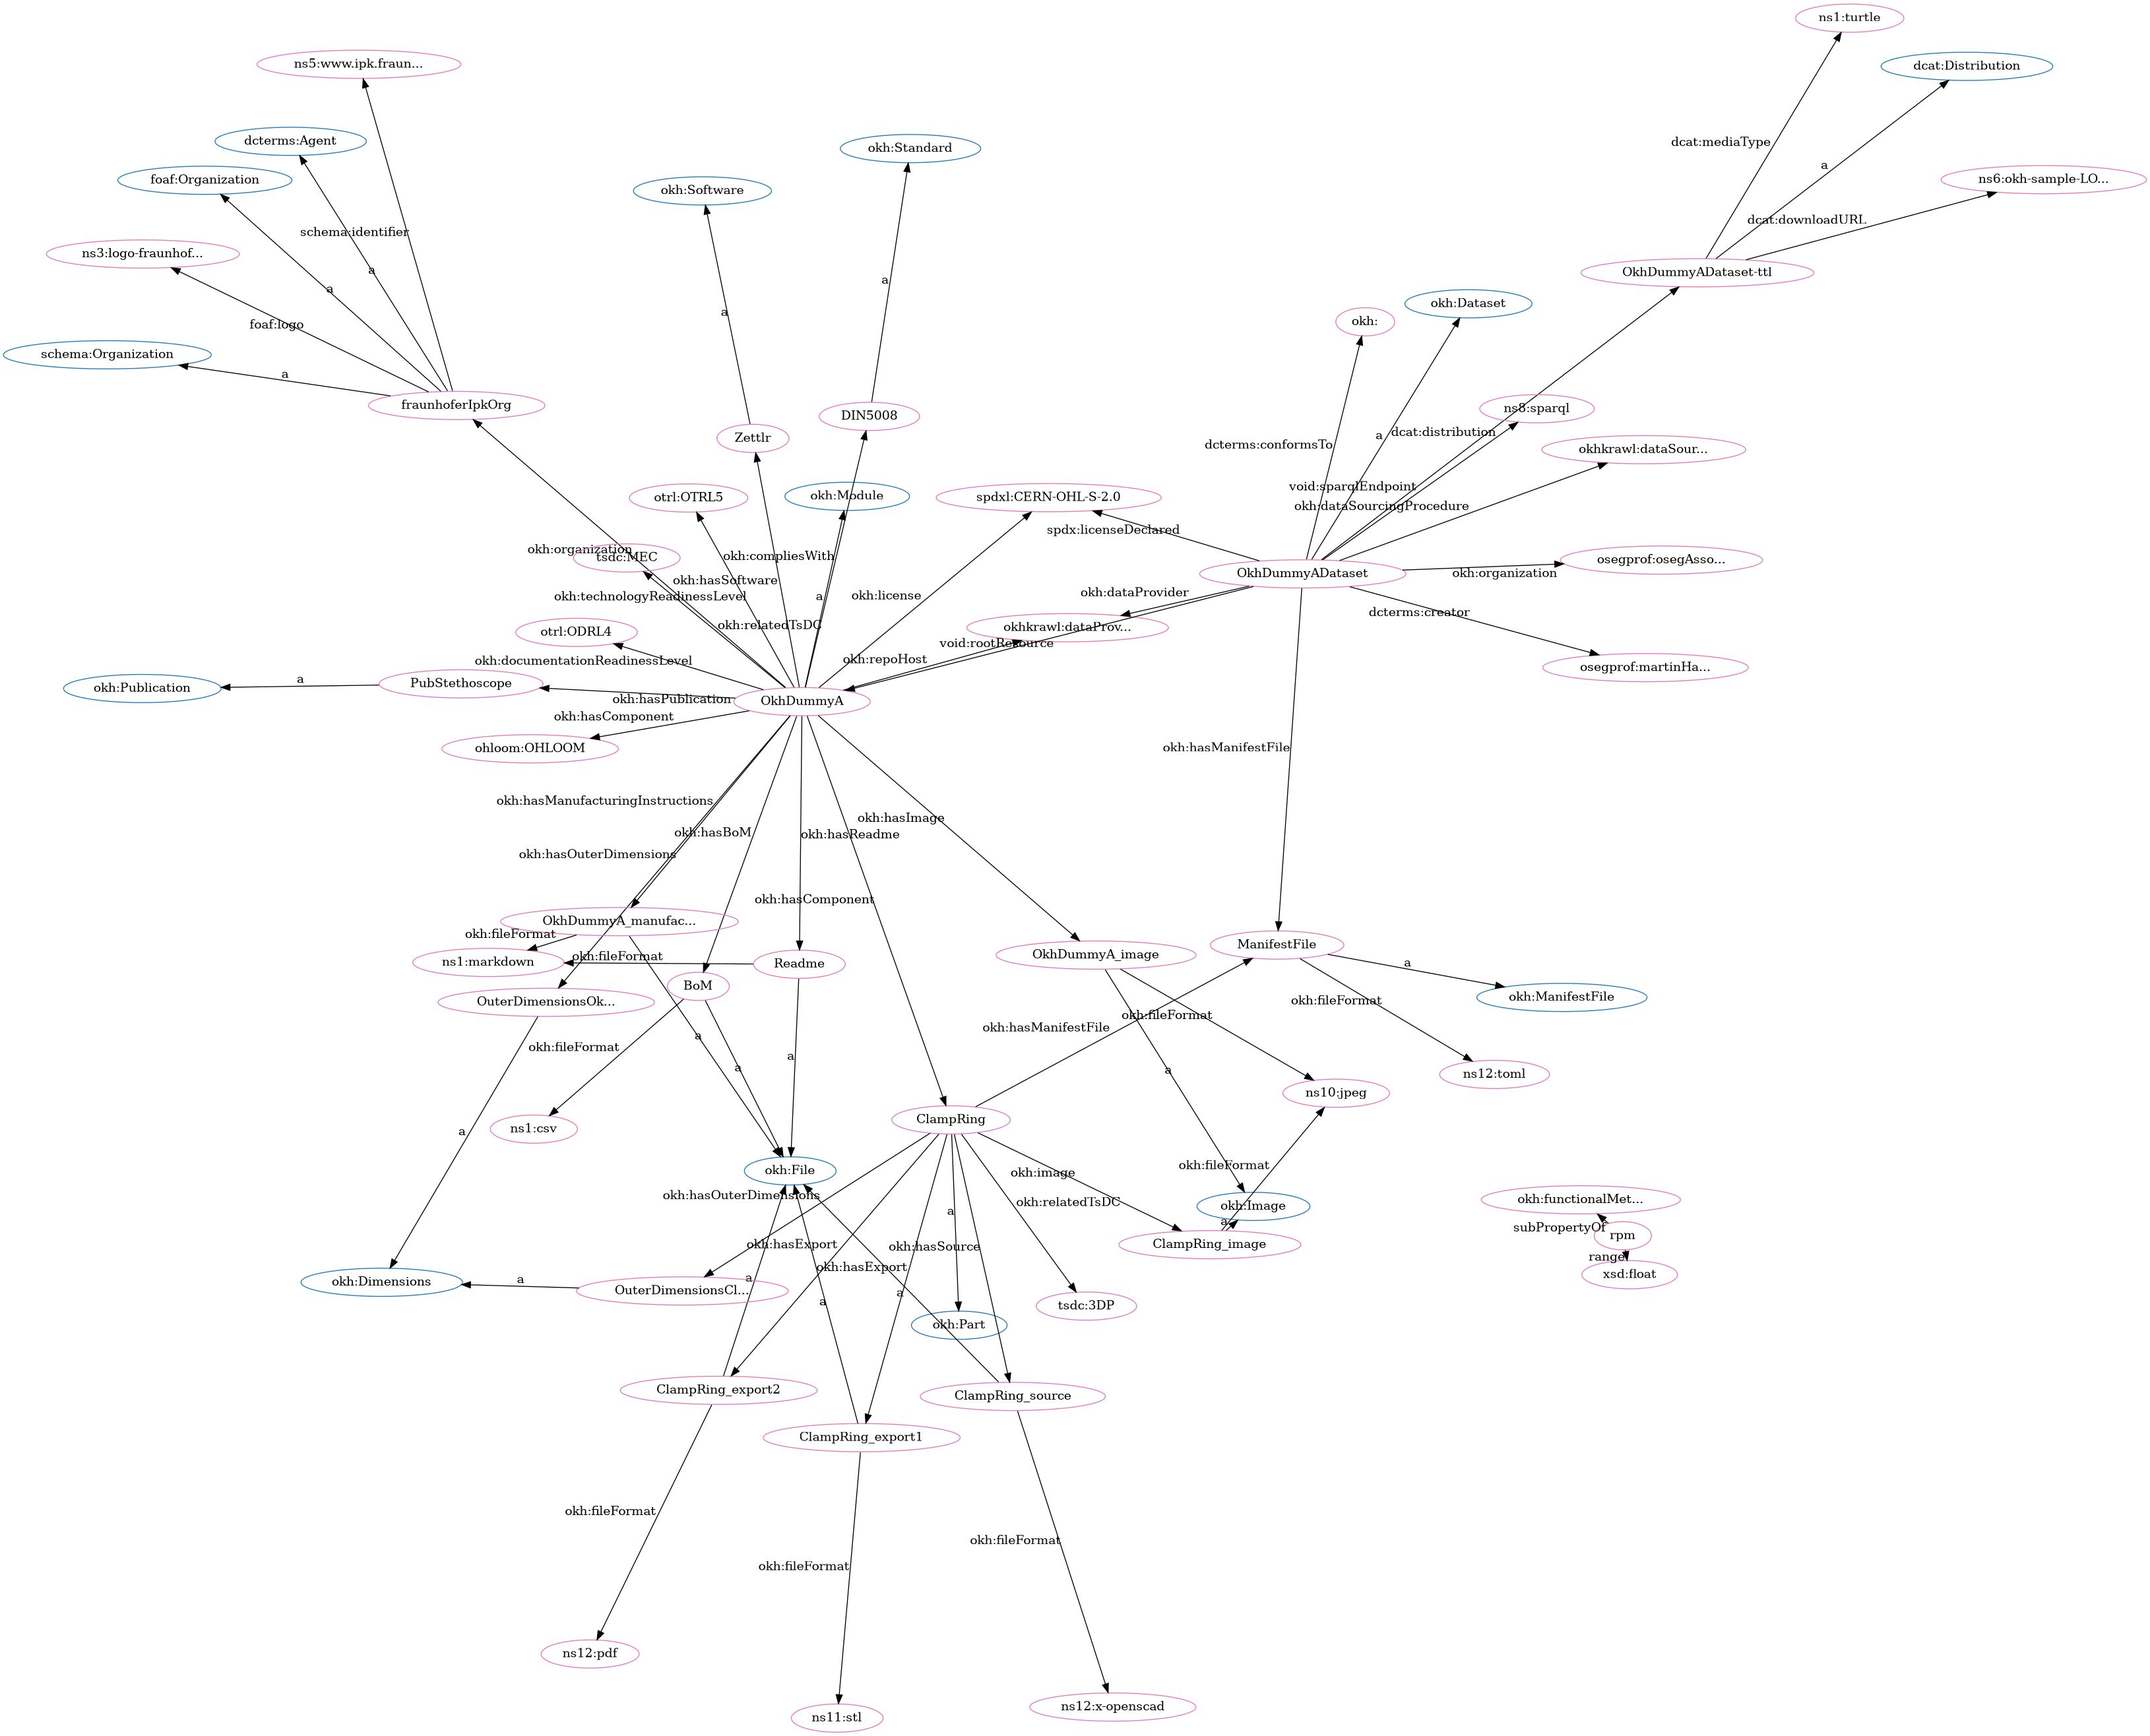 ns1:turtle
ns5:www.ipk.fraun...
dcat:Distribution
dcterms:Agent
dcat:mediaType
okh:Standard
a
foaf:Organization
ns6:okh-sample-LO...
okh:Software
dcat:downloadURL
schema:identifier
ns3:logo-fraunhof...
a
OkhDummyADataset-ttl
a
a
okh:Dataset
a
okh:
foaf:logo
schema:Organization
a
fraunhoferIpkOrg
ns8:sparql
DIN5008
dcat:distribution
a
Zettlr
dcterms:conformsTo
okhkrawl:dataSour...
void:sparqlEndpoint
otrl:OTRL5
okh:Module
spdxl:CERN-OHL-S-2.0
okh:dataSourcingProcedure
spdx:licenseDeclared
okh:organization
tsdc:MEC
okh:compliesWith
osegprof:osegAsso...
OkhDummyADataset
okh:organization
okh:hasSoftware
okh:dataProvider
okh:technologyReadinessLevel
a
okh:license
dcterms:creator
okh:relatedTsDC
okhkrawl:dataProv...
otrl:ODRL4
void:rootResource
okh:documentationReadinessLevel
okh:repoHost
osegprof:martinHa...
a
PubStethoscope
okh:Publication
okh:hasPublication
OkhDummyA
okh:hasComponent
ohloom:OHLOOM
okh:hasManifestFile
okh:hasManufacturingInstructions
okh:hasImage
okh:hasBoM
okh:hasReadme
okh:hasOuterDimensions
okh:hasComponent
OkhDummyA_manufac...
okh:fileFormat
ManifestFile
OkhDummyA_image
okh:fileFormat
ns1:markdown
Readme
a
BoM
okh:ManifestFile
OuterDimensionsOk...
okh:fileFormat
okh:fileFormat
okh:hasManifestFile
a
okh:fileFormat
a
a
a
ns12:toml
ns10:jpeg
ClampRing
ns1:csv
a
okh:fileFormat
okh:File
okh:image
okh:hasOuterDimensions
okh:relatedTsDC
okh:functionalMet...
okh:Image
a
a
subPropertyOf
rpm
okh:hasExport
okh:hasSource
ClampRing_image
range
okh:hasExport
xsd:float
okh:Dimensions
a
a
OuterDimensionsCl...
a
a
tsdc:3DP
okh:Part
ClampRing_export2
ClampRing_source
ClampRing_export1
okh:fileFormat
okh:fileFormat
okh:fileFormat
ns12:pdf
ns12:x-openscad
ns11:stl